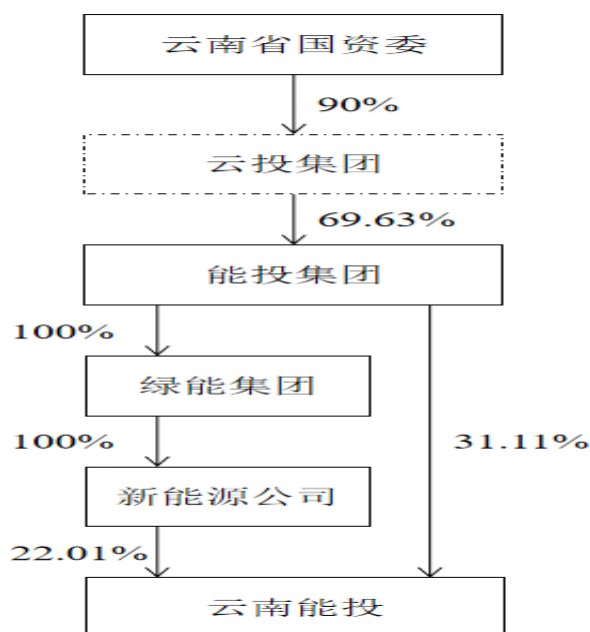 云南省国资委
90%
云投集团
69.63%
能投集团
100%
绿能集团
100%
31.11%
新能源公司
22.01%
云南能投